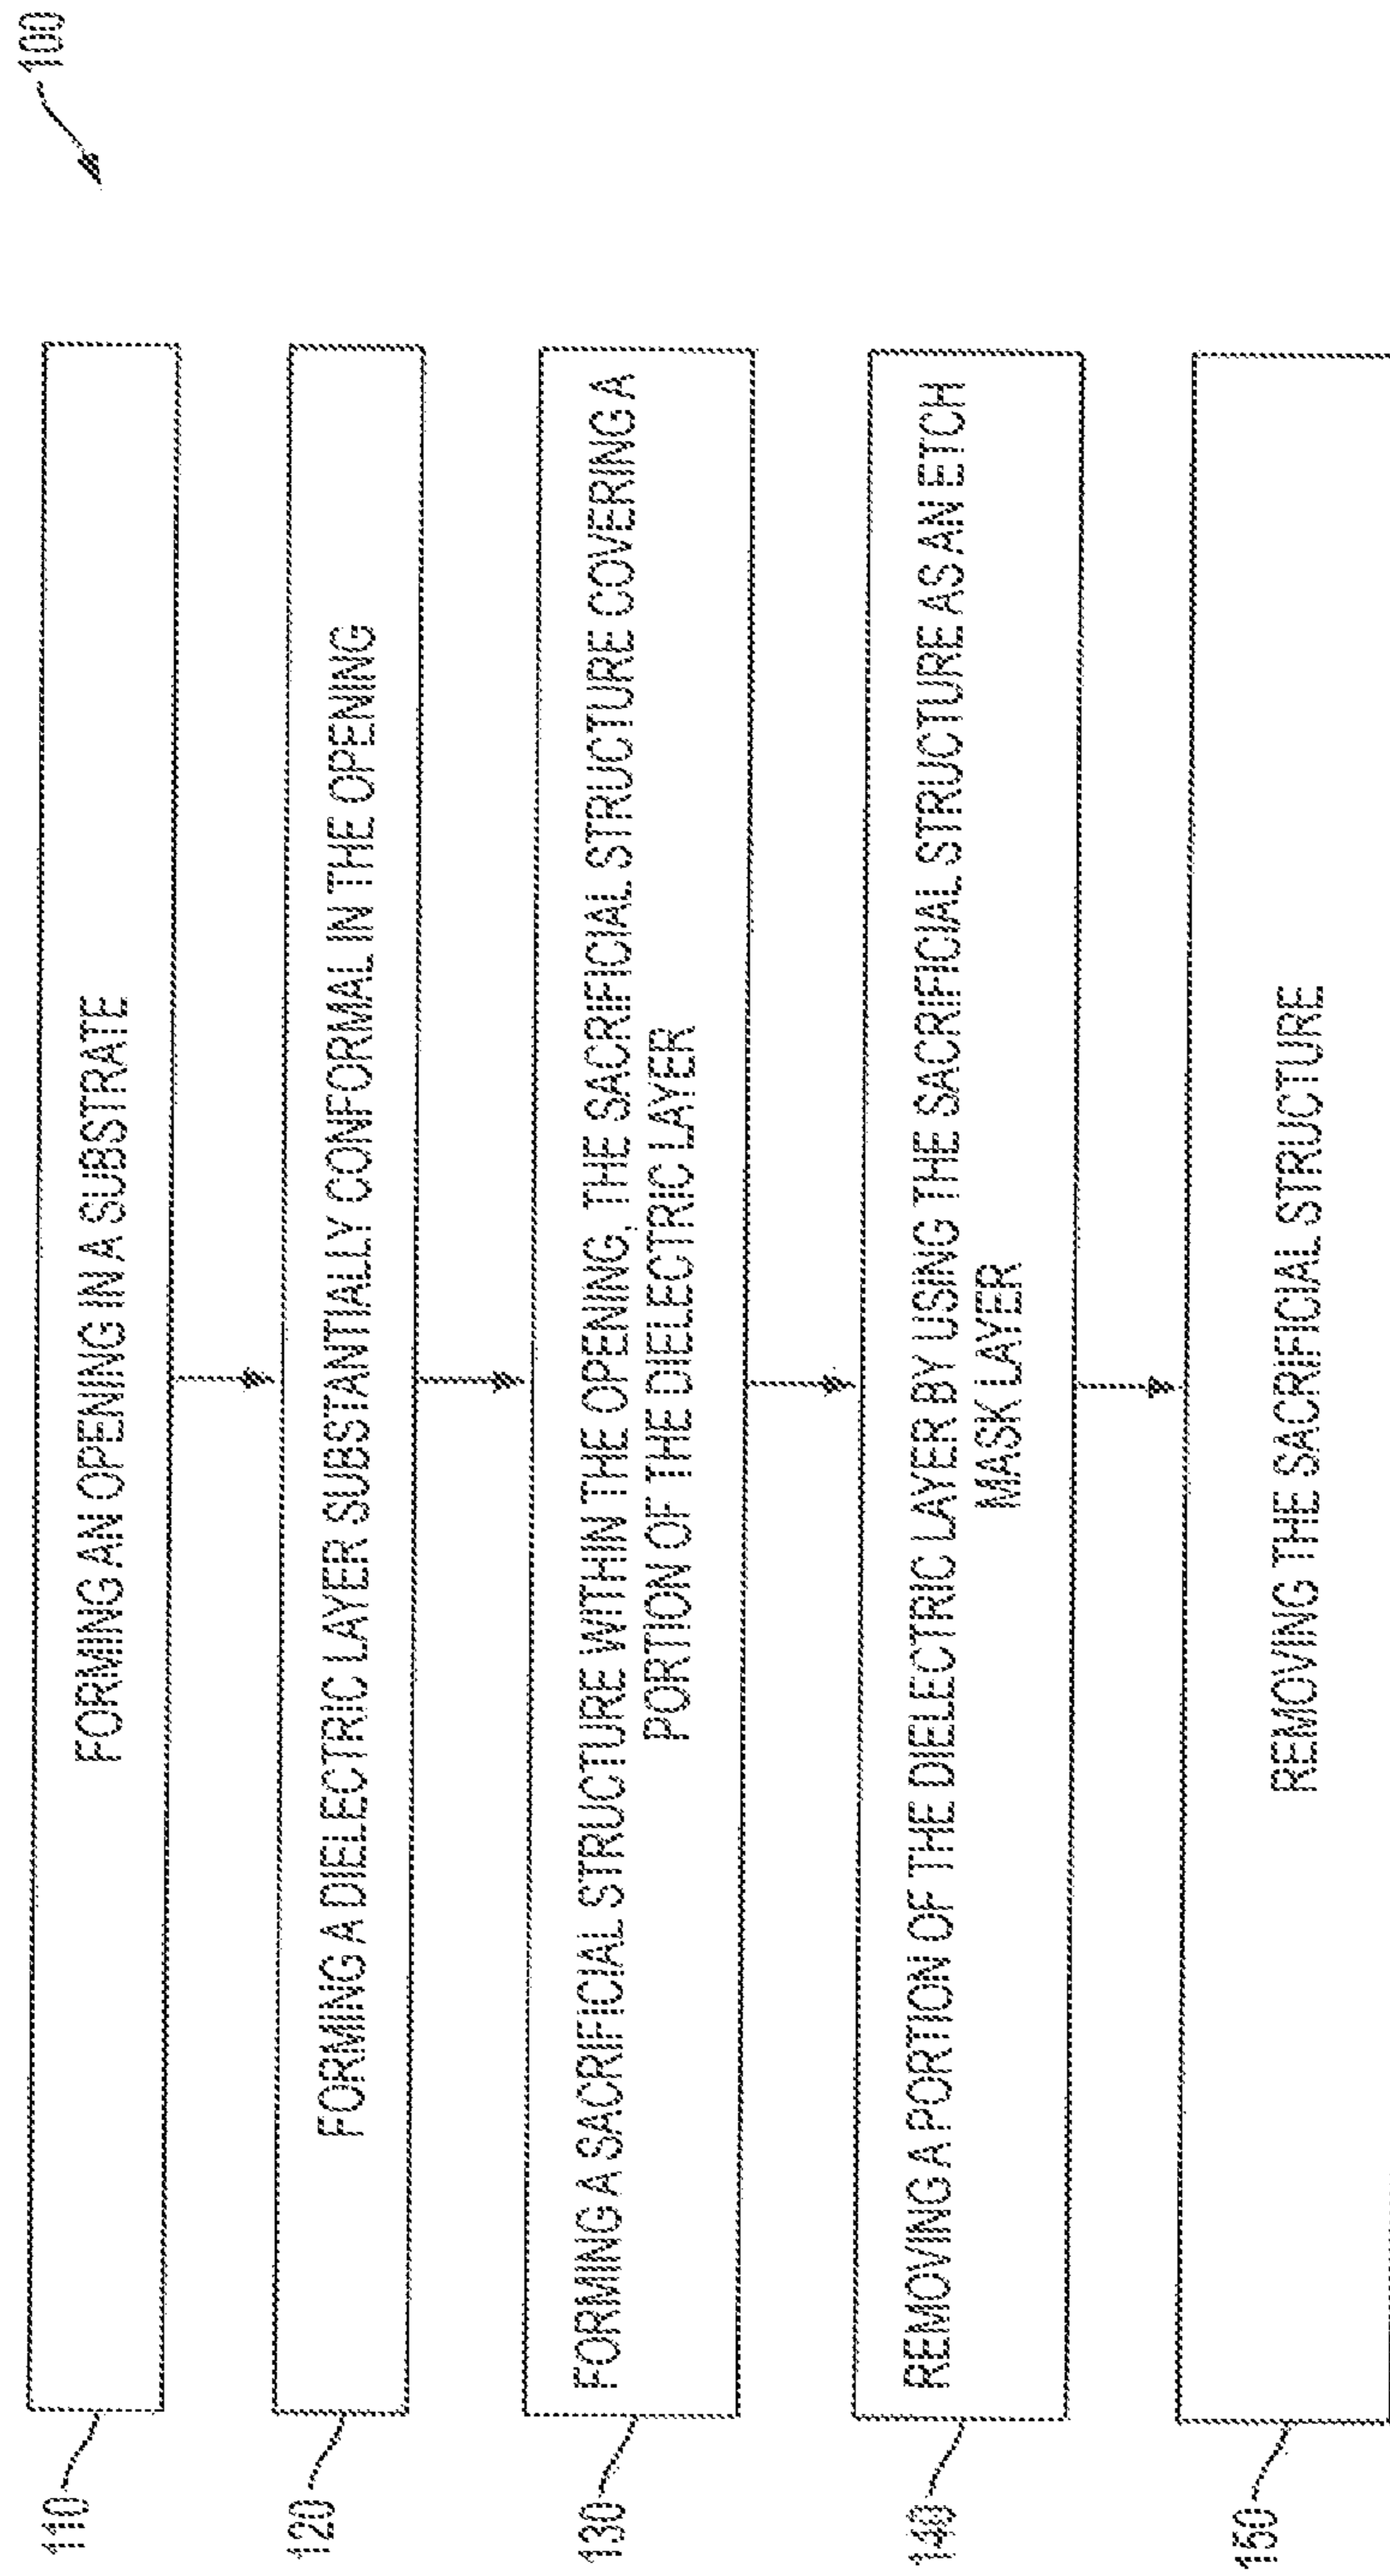 100
110
FORMING AN OPENING IN A SUBSTRATE
120
FORMING A DIELECTRIC LAYER SUBSTANTIALLY CONFORMAL IN THE OPENING
130
FORMING A SACRIFICIAL STRUCTURE WITHIN THE OPENING, THE SACRIFICIAL STRUCTURE COVERING A
PORTION OF THE DIELECTRIC LAYER
140
REMOVING A PORTION OF THE DIELECTRIC LAYER BY USING THE SACRIFICIAL STRUCTURE AS AN ETCH
MASK LAYER
150
REMOVING THE SACRIFICIAL STRUCTURE